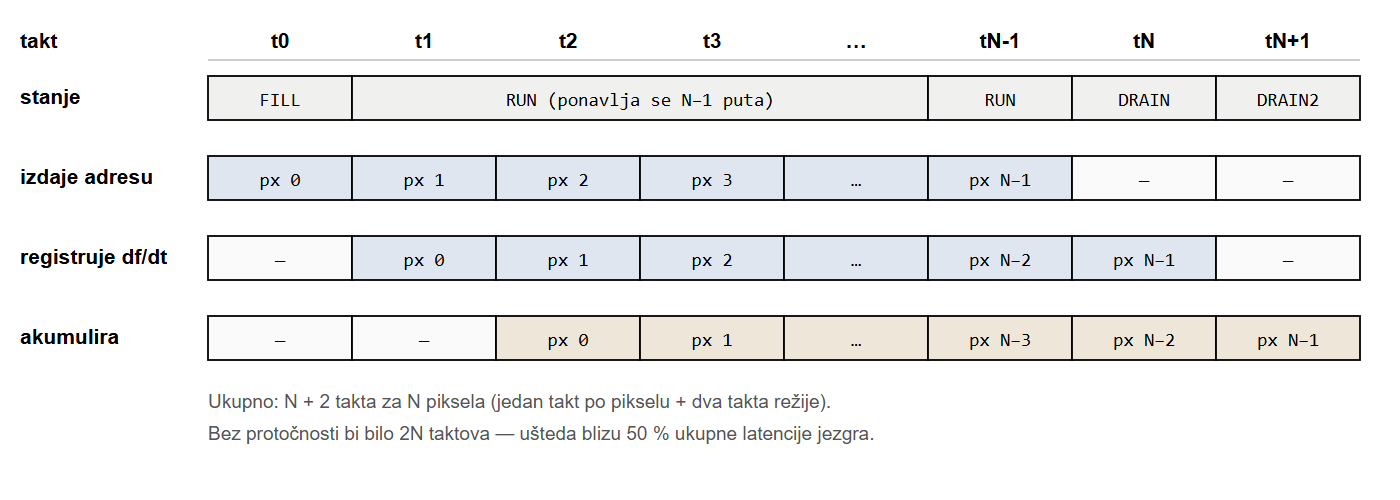 takt t0 t1 t2 t3 … tN-1 tN tN+1
stanje FILL RUN (ponavlja se N−1 puta) RUN DRAIN DRAIN2
izdaje adresu px 0 px 1 px 2 px 3 … px N−1 — —
registruje df/dt — px 0 px 1 px 2 … px N−2 px N−1 —
akumulira — — px 0 px 1 … px N−3 px N−2 px N−1
Ukupno: N + 2 takta za N piksela (jedan takt po pikselu + dva takta režije).
Bez protočnosti bi bilo 2N taktova — ušteda blizu 50 % ukupne latencije jezgra.